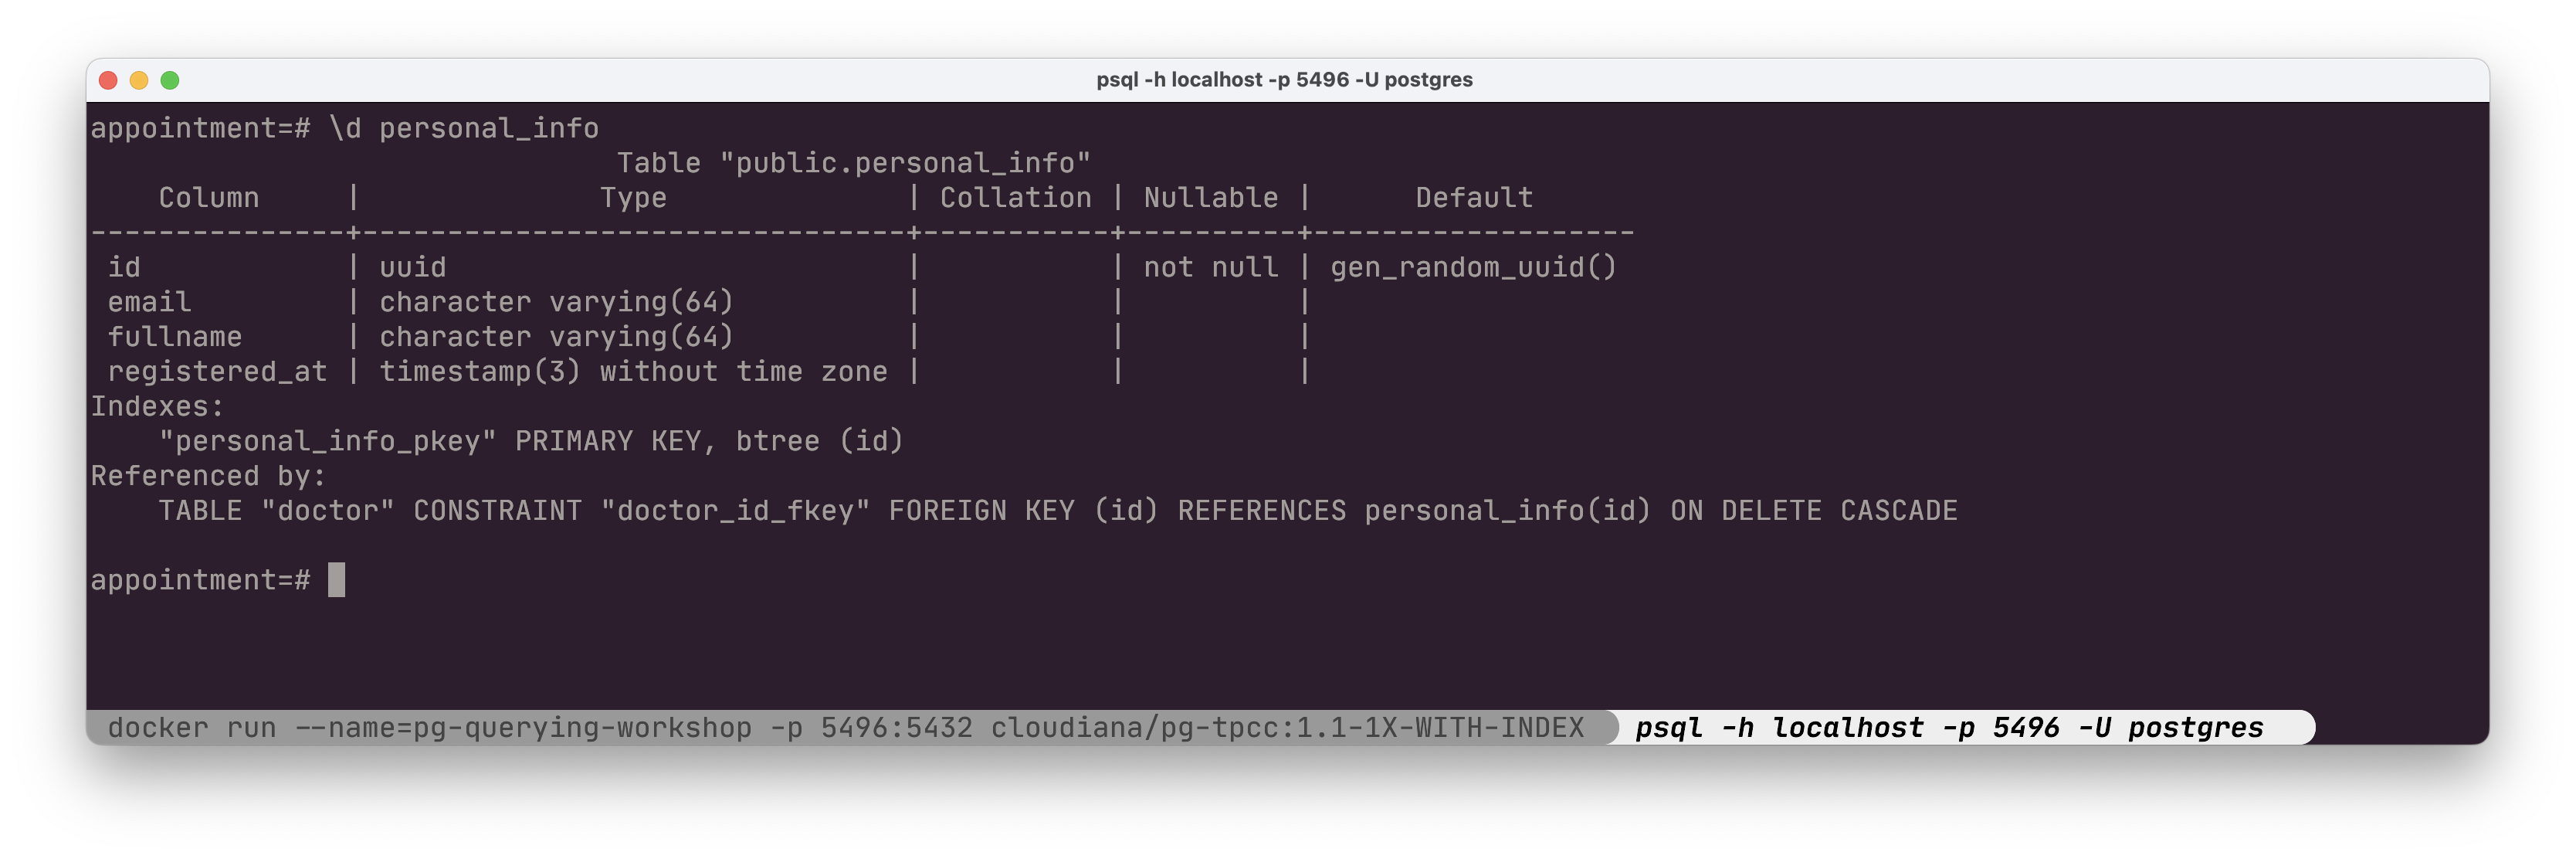 psql -h localhost -p 5496 -U postgres
appointment=# \d personal_info
                               Table "public.personal_info"
    Column     |              Type              | Collation | Nullable |      Default
---------------+--------------------------------+-----------+----------+-------------------
 id            | uuid                           |           | not null | gen_random_uuid()
 email         | character varying(64)          |           |          |
 fullname      | character varying(64)          |           |          |
 registered_at | timestamp(3) without time zone |           |          |
Indexes:
    "personal_info_pkey" PRIMARY KEY, btree (id)
Referenced by:
    TABLE "doctor" CONSTRAINT "doctor_id_fkey" FOREIGN KEY (id) REFERENCES personal_info(id) ON DELETE CASCADE
appointment=#
docker run --name=pg-querying-workshop -p 5496:5432 cloudiana/pg-tpcc:1.1-1X-WITH-INDEX psql -h localhost -p 5496 -U postgres